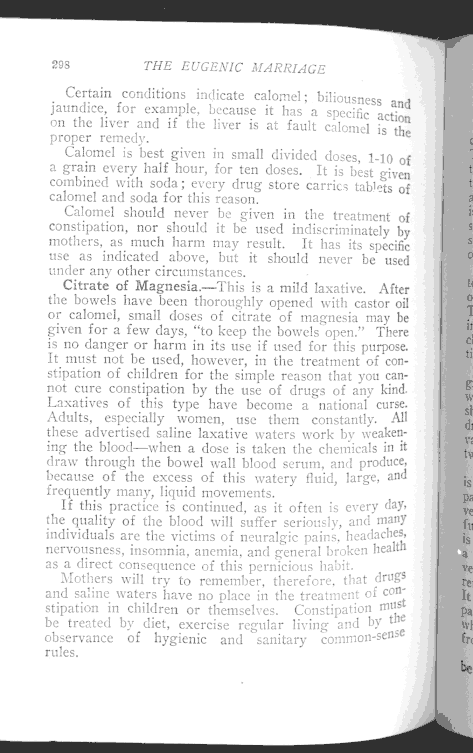 298 THE EUGENIC MARRIAGE
Certain conditions indicate calomel; biliousness and
jaundice, for example, because it has a specific action
on the liver and if the liver is at fault calomel is the
proper remedy.
Calomel is best given in small divided doses, 1-10 of
a grain every half hour, for ten doses. It is best given
combined with soda; every drug store carries tablets of
calomel and soda for this reason.
Calomel should never be given in the treatment of
constipation, nor should it be used indiscriminately by
mothers, as much harm may result. It has its specific
use as indicated above, but it should never be used
under any other circumstances.
Citrate of Magnesia.—This is a mild laxative. After
the bowels have been thoroughly opened with castor oil
or calomel, small doses of citrate of magnesia may be
given for a few days, "to keep the bowels open." There
is no danger or harm in its use if used for this purpose.
It must not be used, however, in the treatment of con-
stipation of children for the simple reason that you can-
not cure constipation by the use of drugs of any kind.
Laxatives of this type have become a national curse.
Adults, especially women, use them constantly. All
these advertised saline laxative waters work by weaken-
ing the blood—when a dose is taken the chemicals in it
draw through the bowel wall blood serum, and produce,
because of the excess of this watery fluid, large, and
frequently many, liquid movements.
If this practice is continued, as it often is every day,
the quality of the blood will suffer seriously, and many
individuals are the victims of neuralgic pains, headaches,
nervousness, insomnia, anemia, and general broken health
as a direct consequence of this pernicious habit.
Mothers will try to remember, therefore, that drugs
and saline waters have no place in the treatment of con-
stipation in children or themselves. Constipation must
be treated by diet, exercise regular living and by the
observance of hygienic and sanitary common-sense
rules.